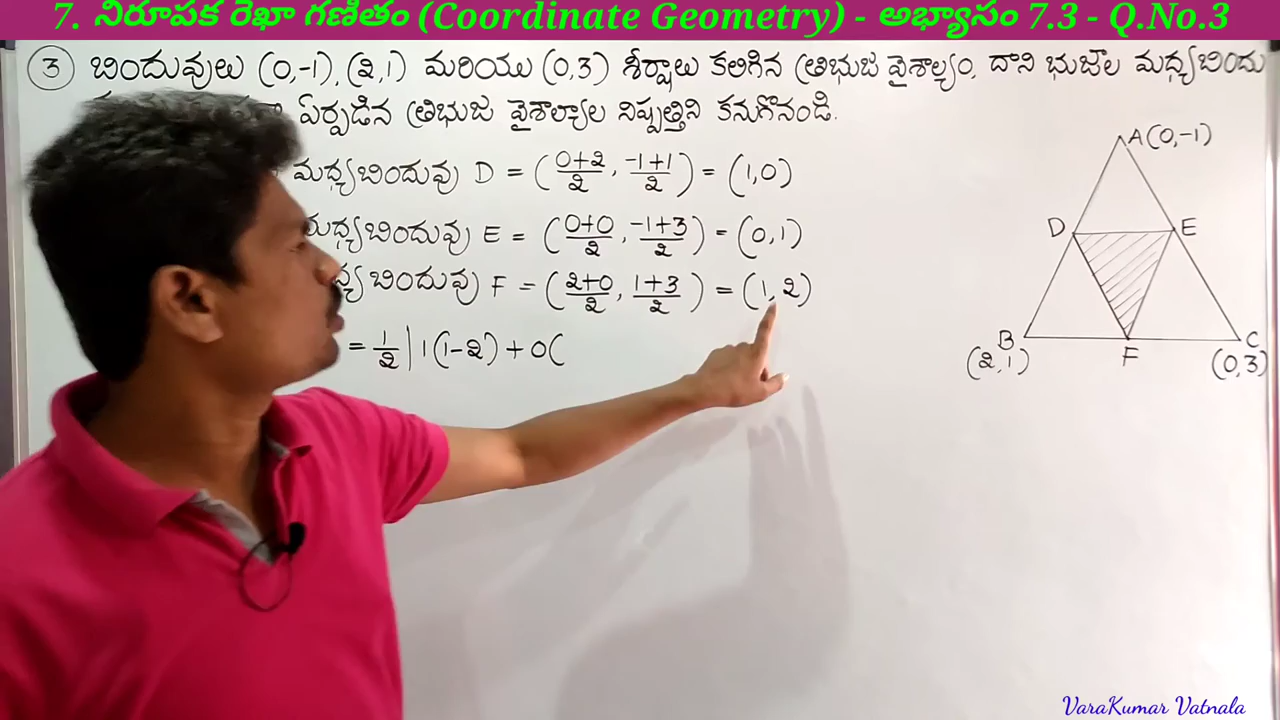 7. నిరూపక రేఖా గణితం (Coordinate Geometry) - అభ్యాసం 7.3 - Q.No.3
③ బిందువులు (0,-1), (2,1) మరియు (0,3) శీర్షాలు కలిగిన త్రిభుజ వైశాల్యం, దాని భుజాల మధ్యబిందు
ఏర్పడిన త్రిభుజ వైశాల్యాల నిష్పత్తిని కనుగొనండి.
మధ్యబిందువు D = (0+2/2, -1+1/2) = (1,0)
మధ్యబిందువు E = (0+0/2, -1+3/2) = (0,1)
బిందువు F = (2+0/2, 1+3/2) = (1,2)
= 1/2 | 1(1-2) + 0(
A(0,-1)
D E
B F C
(2,1) (0,3)
VaraKumar Vatnala